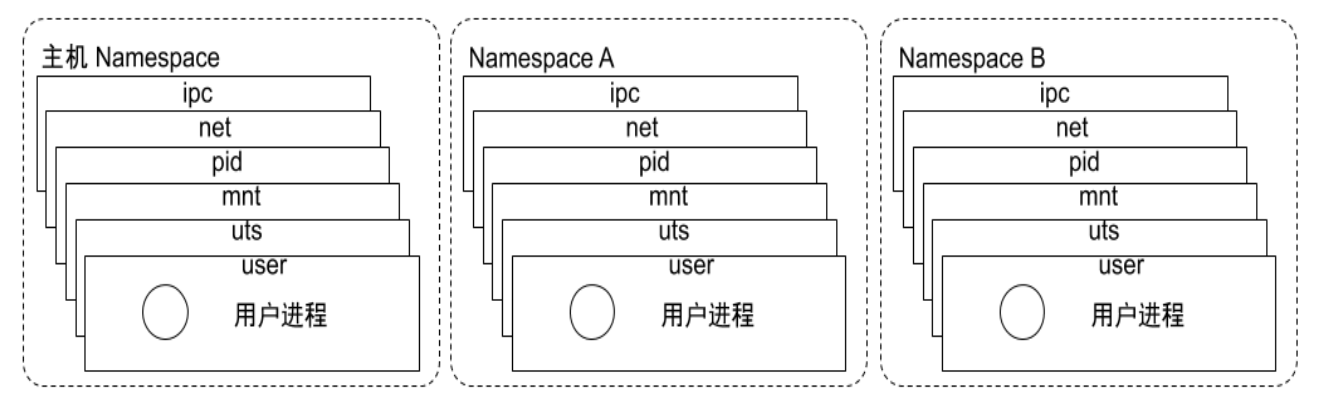 主机 Namespace
ipc
net
pid
mnt
uts
user
用户进程
Namespace A
ipc
net
pid
mnt
uts
user
用户进程
Namespace B
ipc
net
pid
mnt
uts
user
用户进程